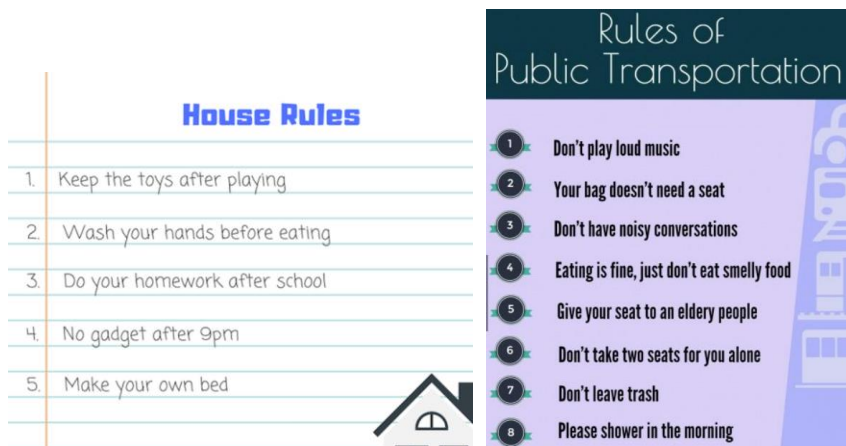 House Rules
1. Keep the toys after playing
2. Wash your hands before eating
3. Do your homework after school
4. No gadget after 9pm
5. Make your own bed
Rules of
Public Transportation
1 Don't play loud music
2 Your bag doesn't need a seat
3 Don't have noisy conversations
4 Eating is fine, just don't eat smelly food
5 Give your seat to an eldery people
6 Don't take two seats for you alone
7 Don't leave trash
8 Please shower in the morning